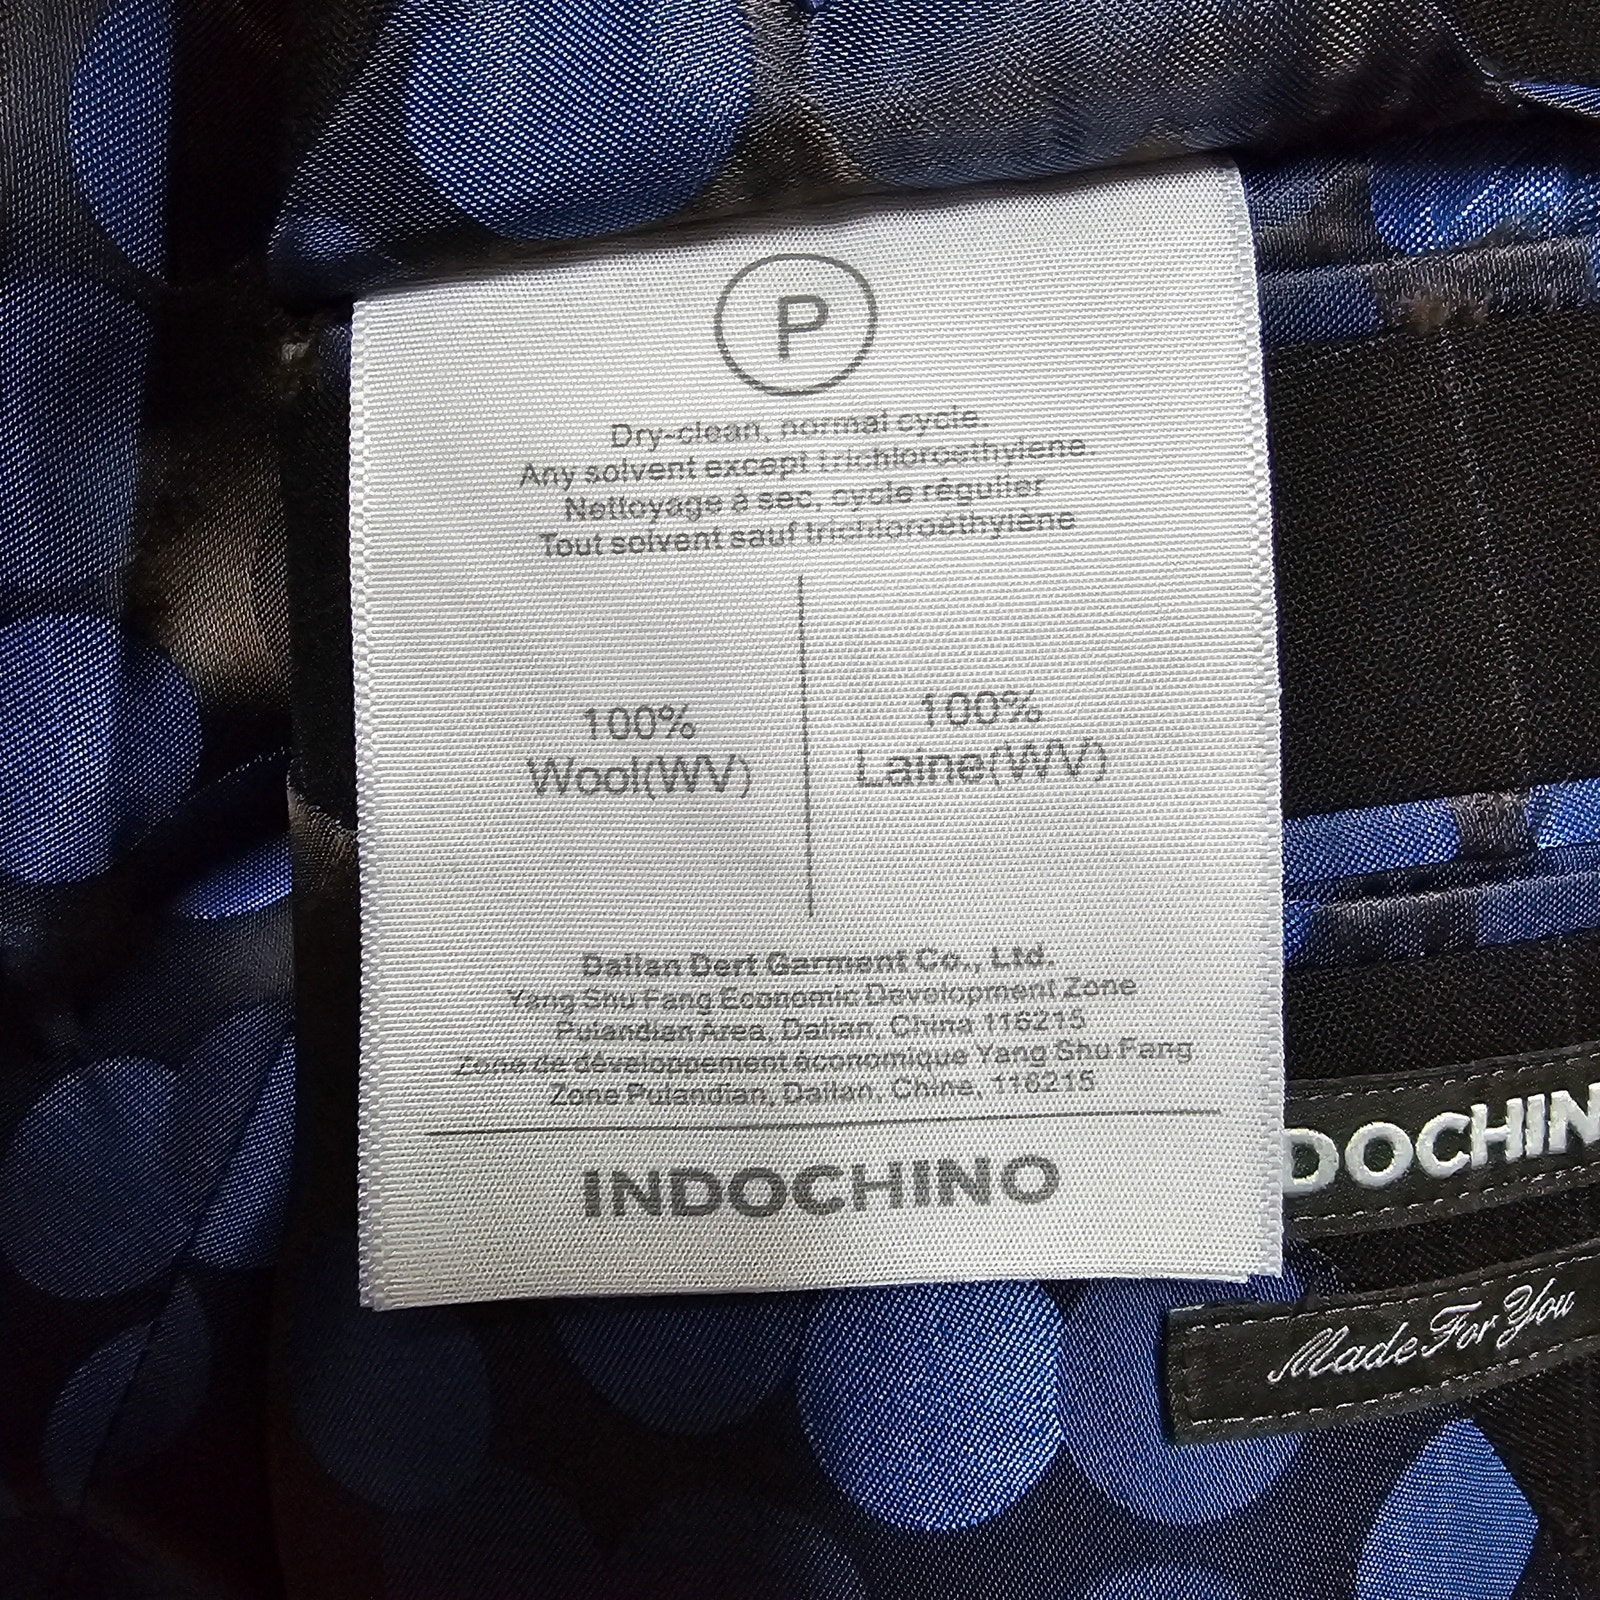 P
Dry-clean, normal cycle.
Any solvent except trichloroethylene.
Nettoyage à sec, cycle régulier
Tout solvent sauf trichloroéthylène
100%
Wool(WV)
100%
Laine(WV)
Dalian Dert Garment Co., Ltd.
Yang Shu Fang Economic Development Zone
Pulandian Area, Dalian, China 116215
Zone de développement économique Yang Shu Fang
Zone Pulandian, Dalian, Chine, 116215
INDOCHINO
DOCHIN
Made For You